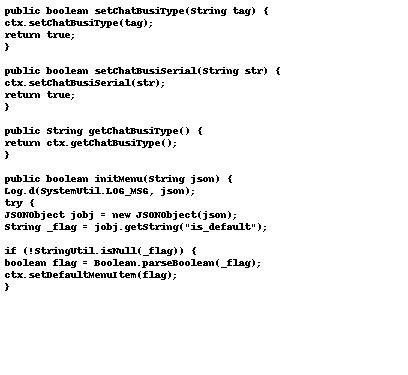 public boolean setChatBusiType(String tag) {
ctx.setChatBusiType(tag);
return true;
}

public boolean setChatBusiSerial(String str) {
ctx.setChatBusiSerial(str);
return true;
}

public String getChatBusiType() {
return ctx.getChatBusiType();
}

public boolean initMenu(String json) {
Log.d(SystemUtil.LOG_MSG, json);
try {
JSONObject jobj = new JSONObject(json);
String _flag = jobj.getString("is_default");

if (!StringUtil.isNull(_flag)) {
boolean flag = Boolean.parseBoolean(_flag);
ctx.setDefaultMenuItem(flag);
}